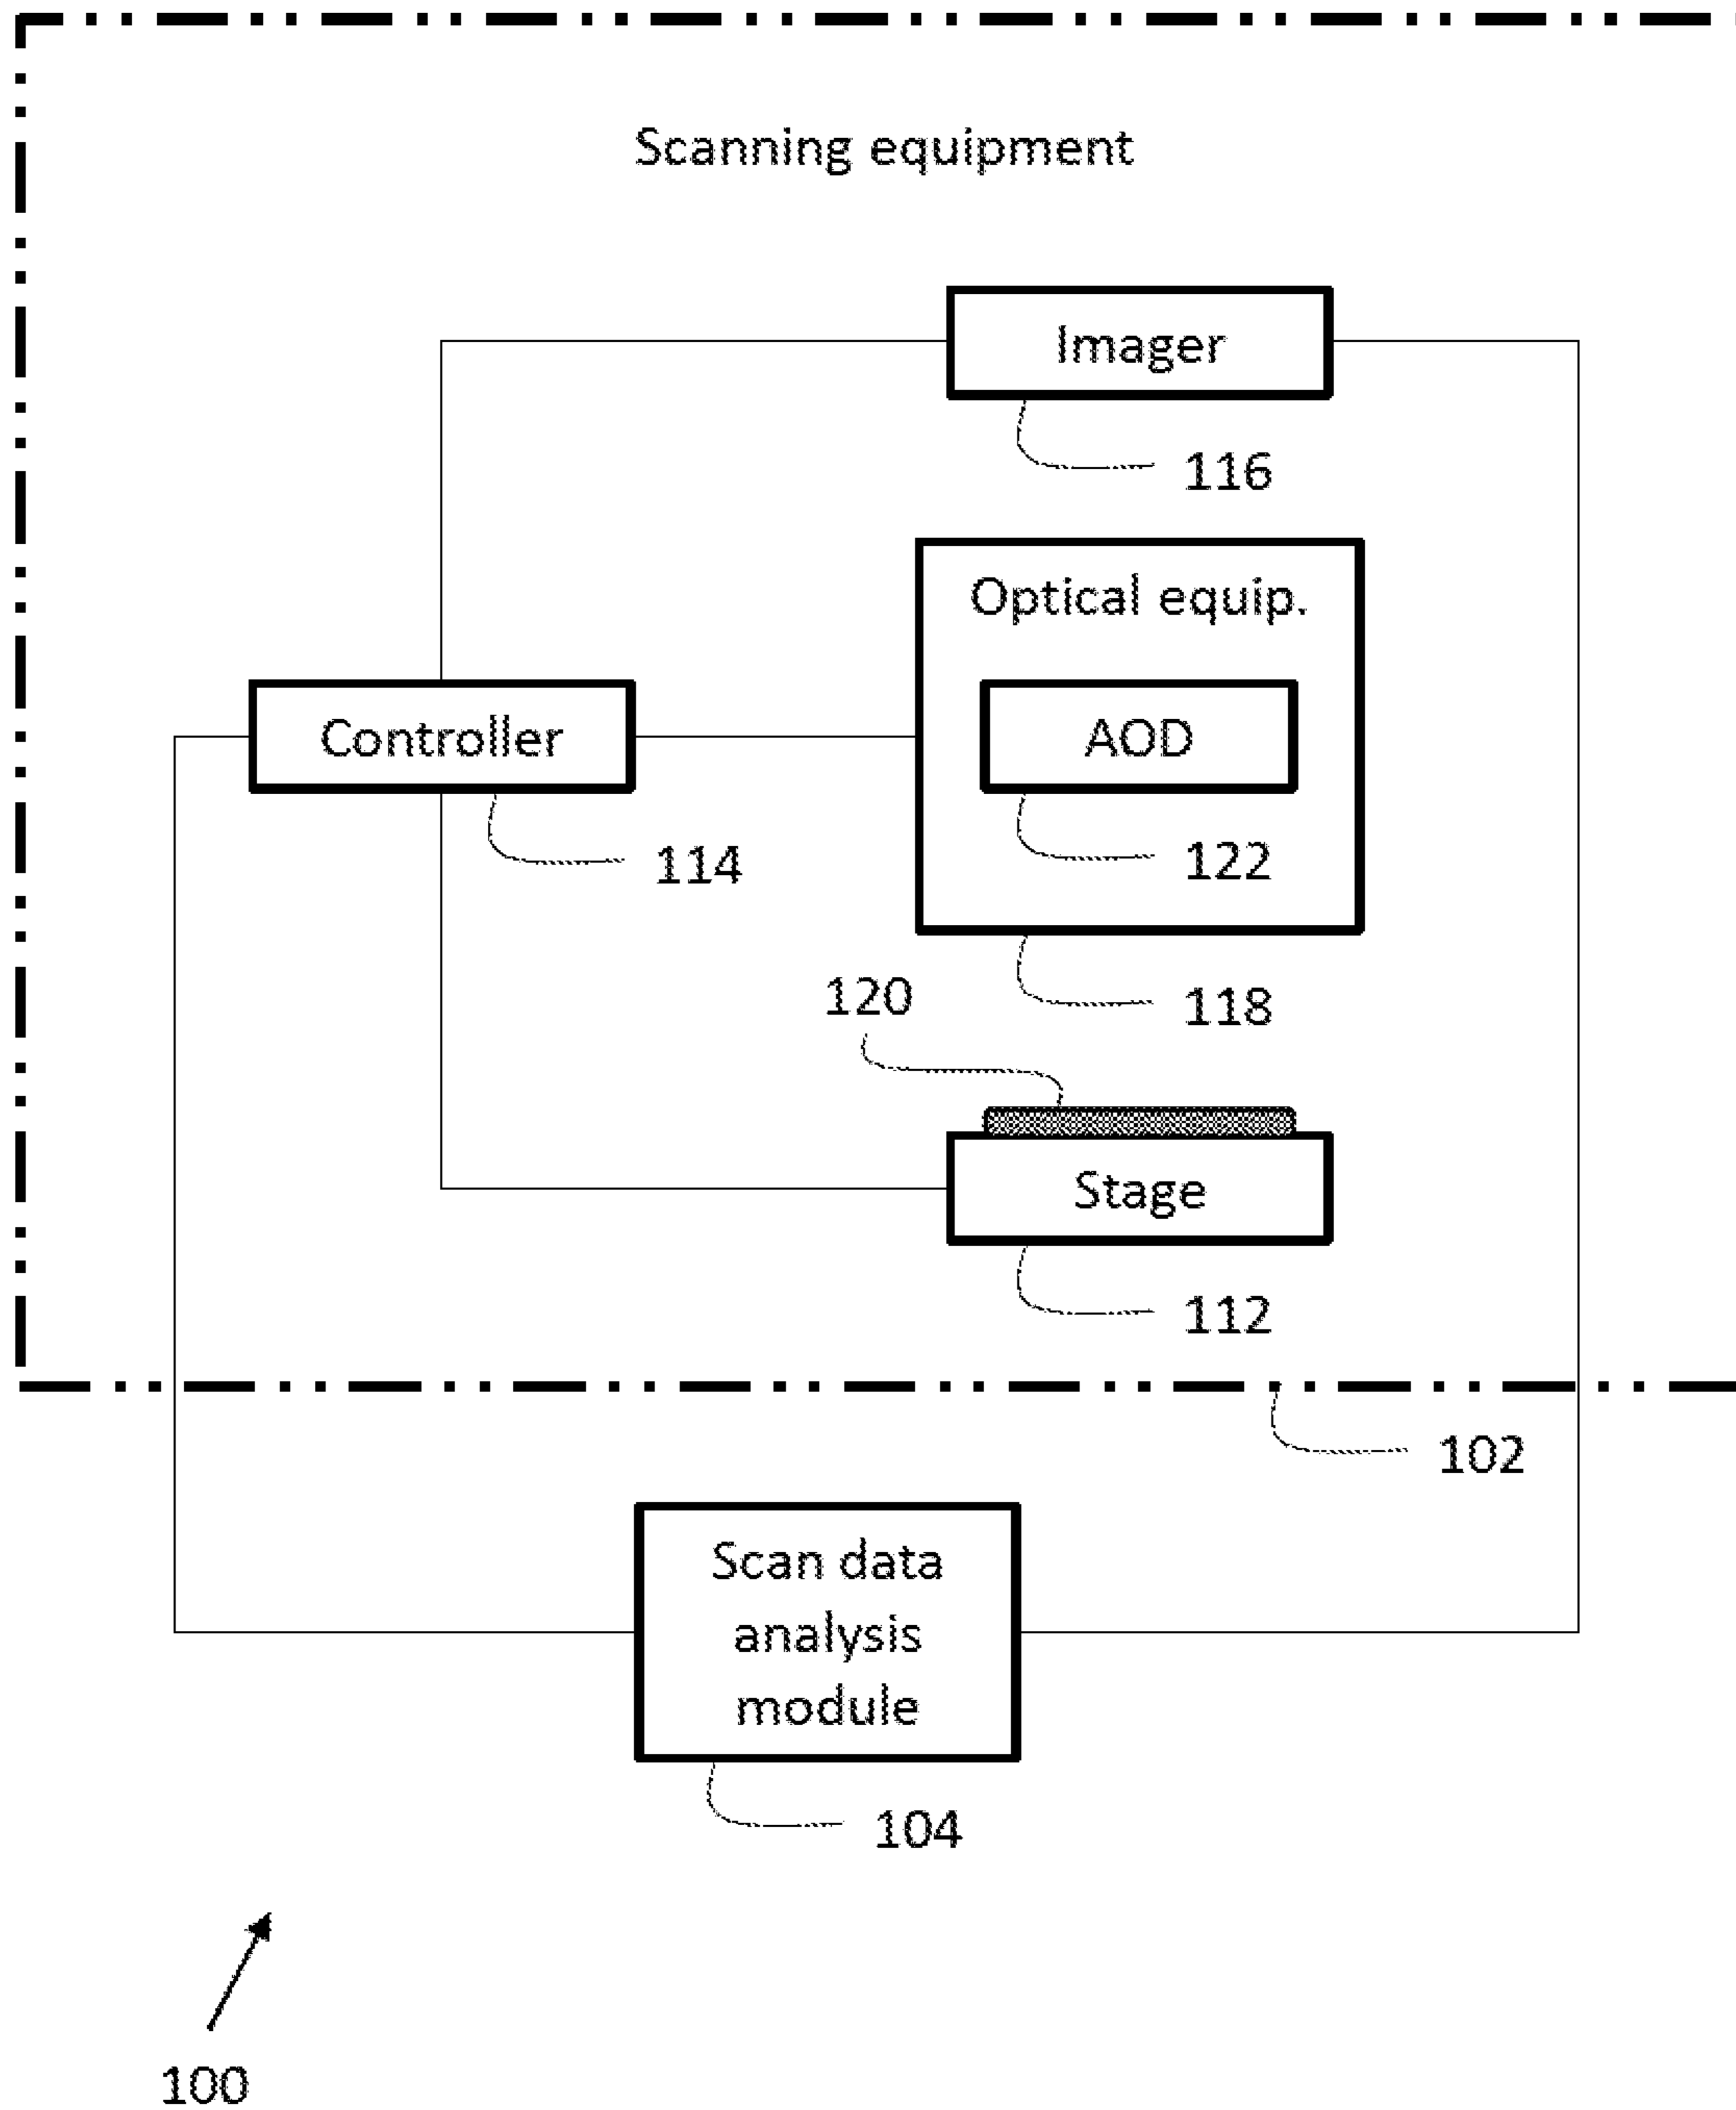 Scanning equipment
Imager
116
Optical equip.
Controller
AOD
114
122
120
118
Stage
112
102
Scan data
analysis
module
104
100